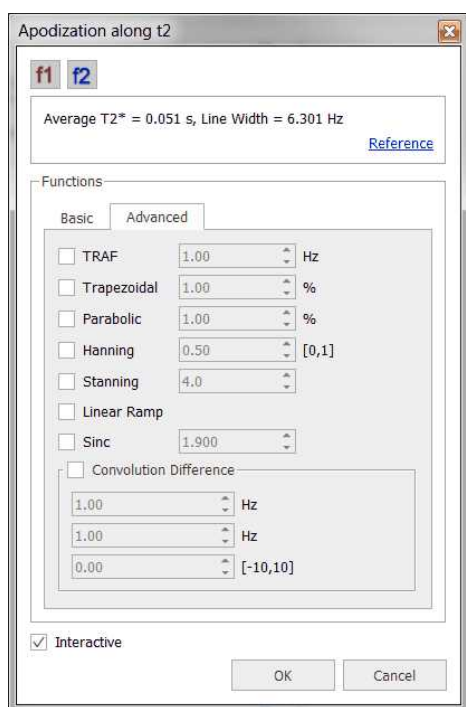 Apodization along t2
f1 f2
Average T2* = 0.051 s, Line Width = 6.301 Hz
Reference
Functions
Basic Advanced
TRAF 1.00 Hz
Trapezoidal 1.00 %
Parabolic 1.00 %
Hanning 0.50 [0,1]
Stanning 4.0
Linear Ramp
Sinc 1.900
Convolution Difference
1.00 Hz
1.00 Hz
0.00 [-10,10]
Interactive
OK Cancel